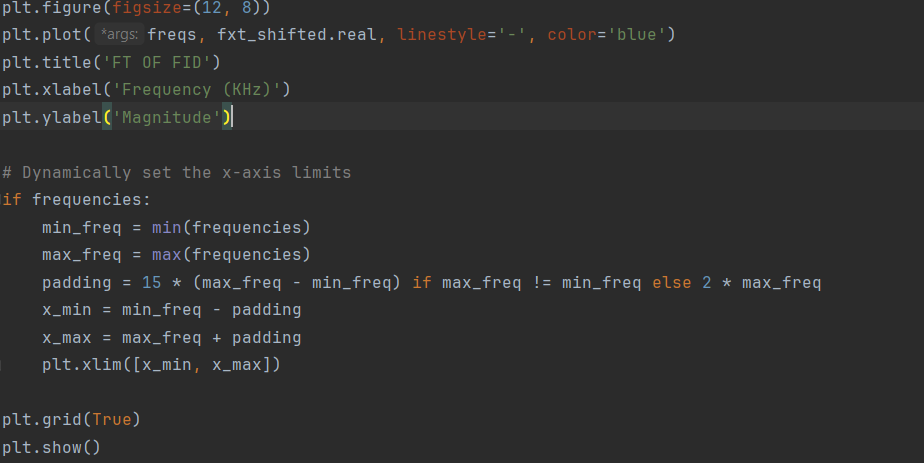 plt.figure(figsize=(12, 8))
plt.plot( *args: freqs, fxt_shifted.real, linestyle='-', color='blue')
plt.title('FT OF FID')
plt.xlabel('Frequency (KHz)')
plt.ylabel('Magnitude')
# Dynamically set the x-axis limits
if frequencies:
    min_freq = min(frequencies)
    max_freq = max(frequencies)
    padding = 15 * (max_freq - min_freq) if max_freq != min_freq else 2 * max_freq
    x_min = min_freq - padding
    x_max = max_freq + padding
    plt.xlim([x_min, x_max])
plt.grid(True)
plt.show()